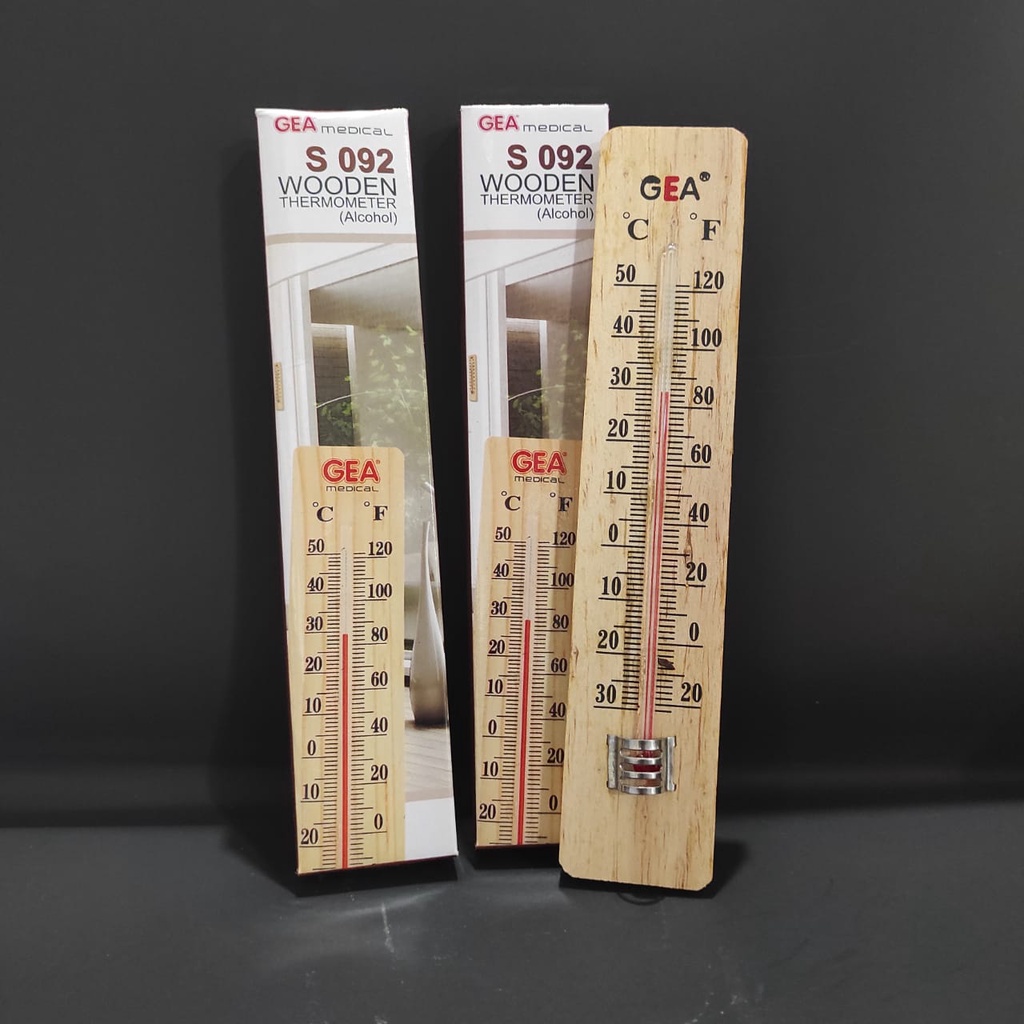 GEA medical
S 092
WOODEN
THERMOMETER
(Alcohol)
GEA®
medical
°C °F
50 120
40 100
30 80
20 60
10 40
0 20
10 0
20
GEA® medical
S 092
WOODEN
THERMOMETER
(Alcohol)
GEA®
medical
°C °F
50 120
40 100
30 80
20 60
10 40
0 20
10 0
20
GEA®
°C °F
50 120
40 100
30 80
20 60
10 40
0 20
10 0
20 20
30